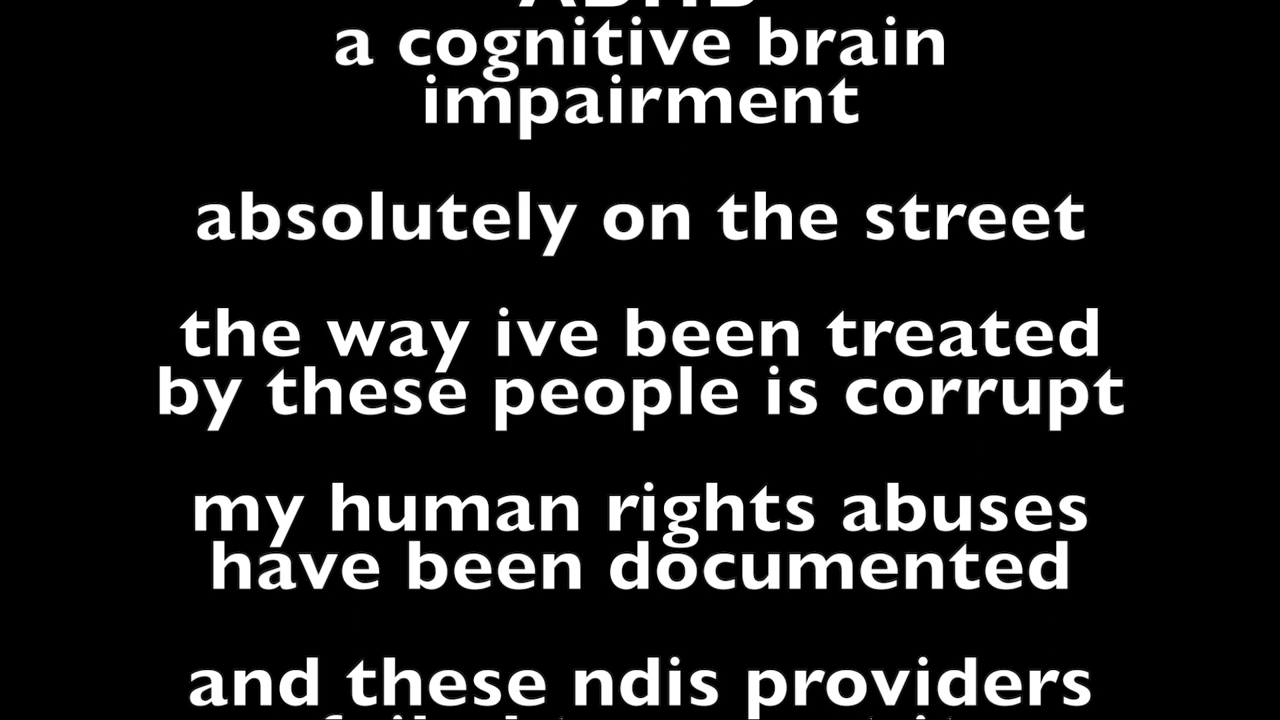 a cognitive brain
impairment
absolutely on the street
the way ive been treated
by these people is corrupt
my human rights abuses
have been documented
and these ndis providers